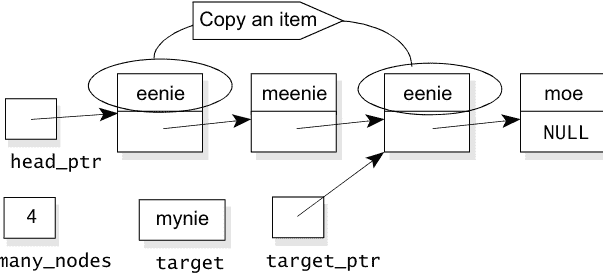 Copy an item
eenie
meenie
eenie
moe
NULL
head_ptr
4
mynie
many_nodes
target
target_ptr